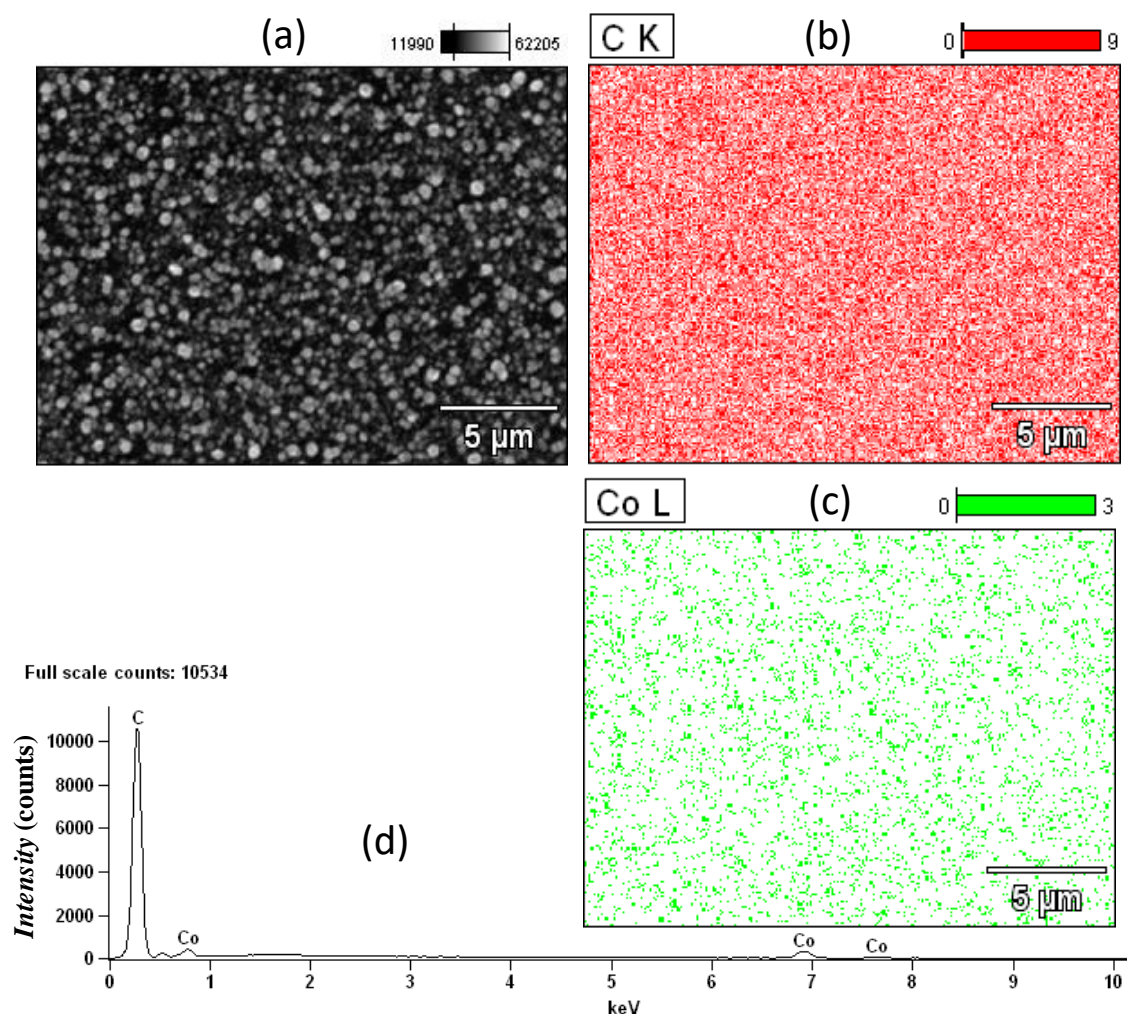 (a)
11990 62205
5 μm
C K
(b)
0 9
5 μm
Co L
(c)
0 3
5 μm
Full scale counts: 10534
Intensity (counts)
10000
8000
6000
4000
2000
0
C
Co
(d)
Co
Co
0 1 2 3 4 5 6 7 8 9 10
keV